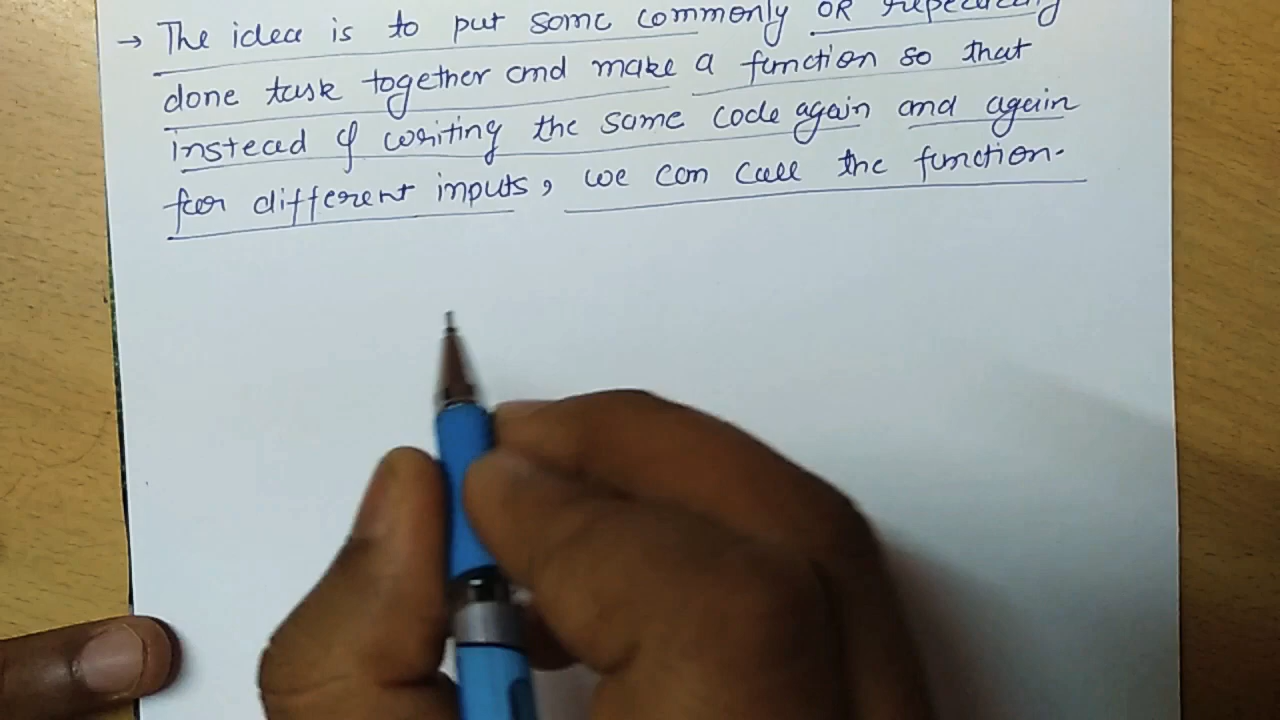 → The idea is to put some commonly OR repeatedly
done task together and make a function so that
instead of writing the same code again and again
for different inputs, we can call the function.